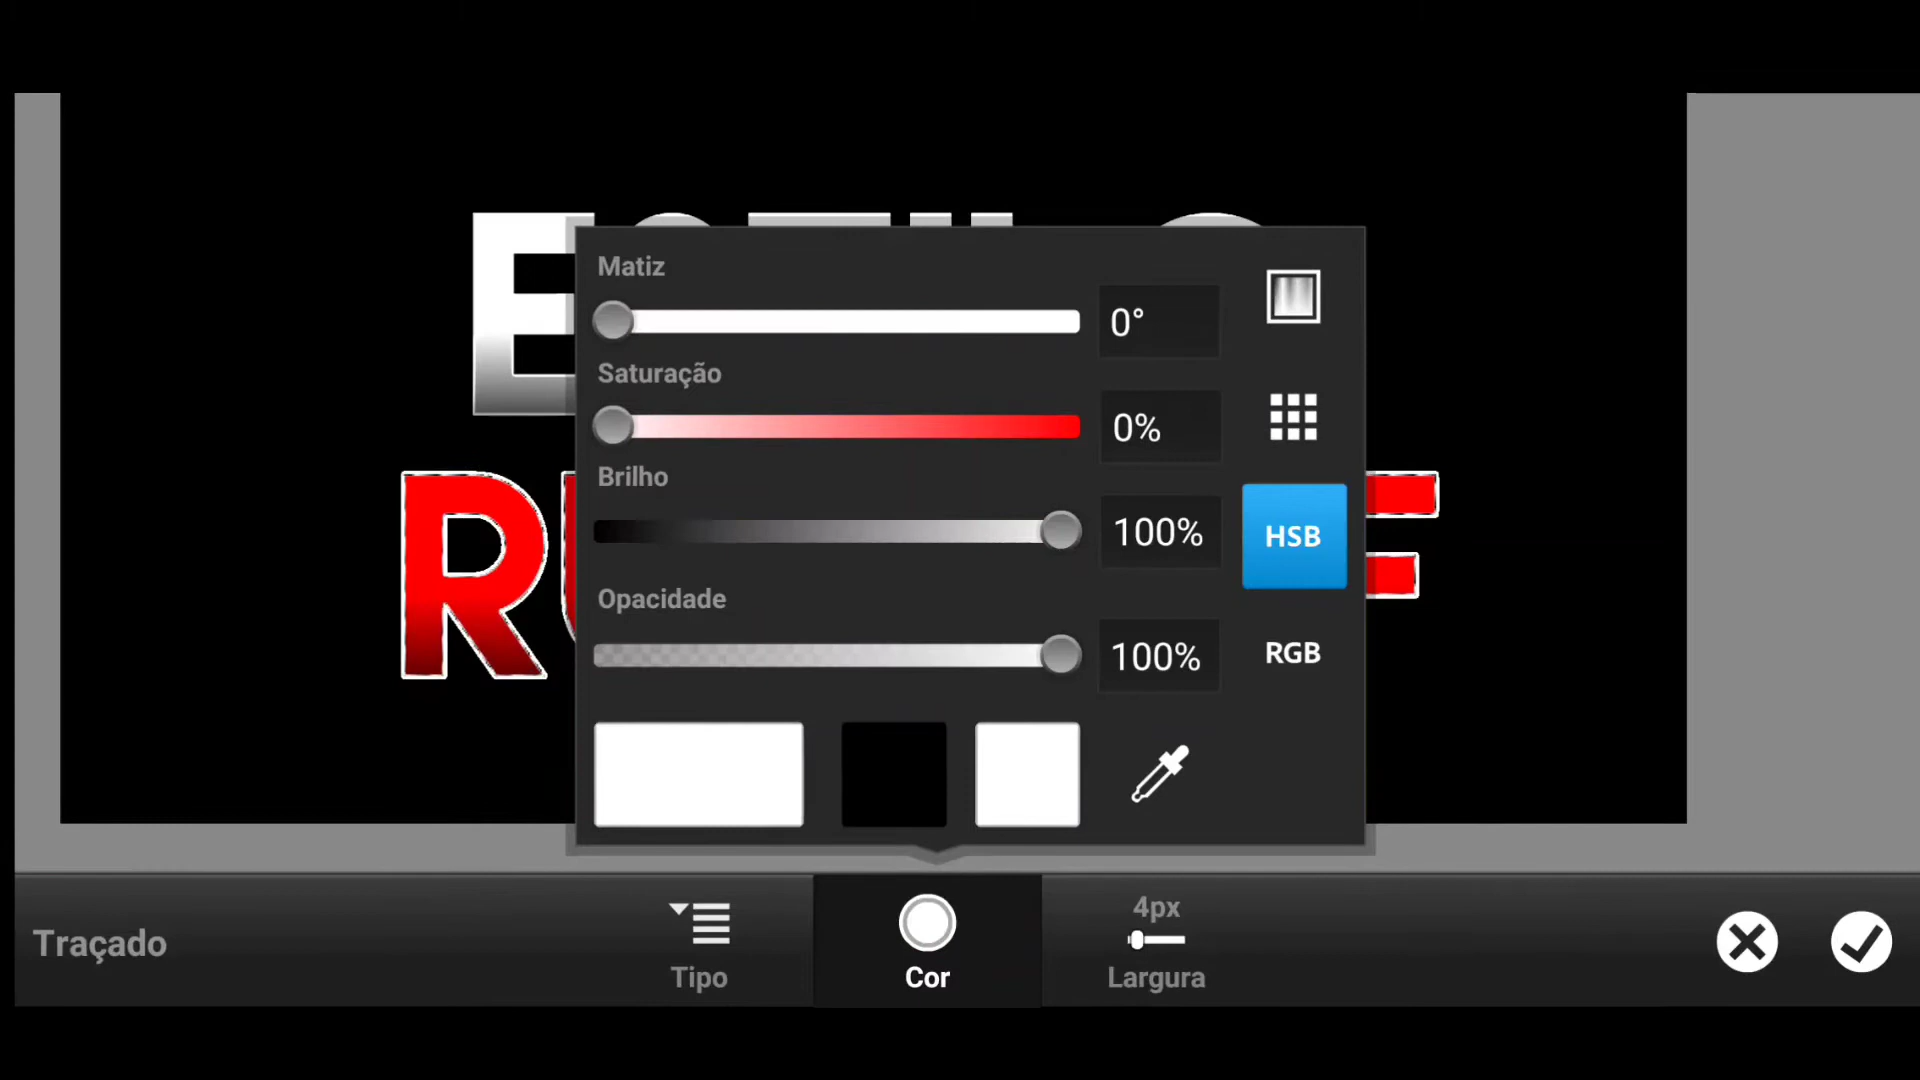 Matiz
0°
Saturação
0%
Brilho
100%
HSB
Opacidade
100%
RGB
Traçado
Tipo
Cor
4px
Largura